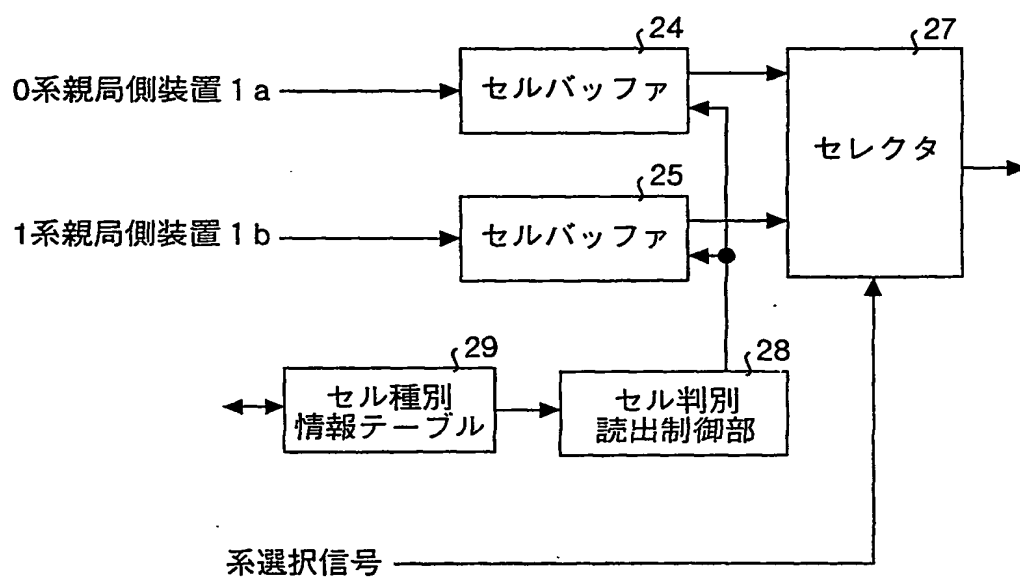 24
27
0系親局側装置1a
セルバッファ
セレクタ
25
1系親局側装置1b
セルバッファ
29
28
セル種別
情報テーブル
セル判別
読出制御部
系選択信号